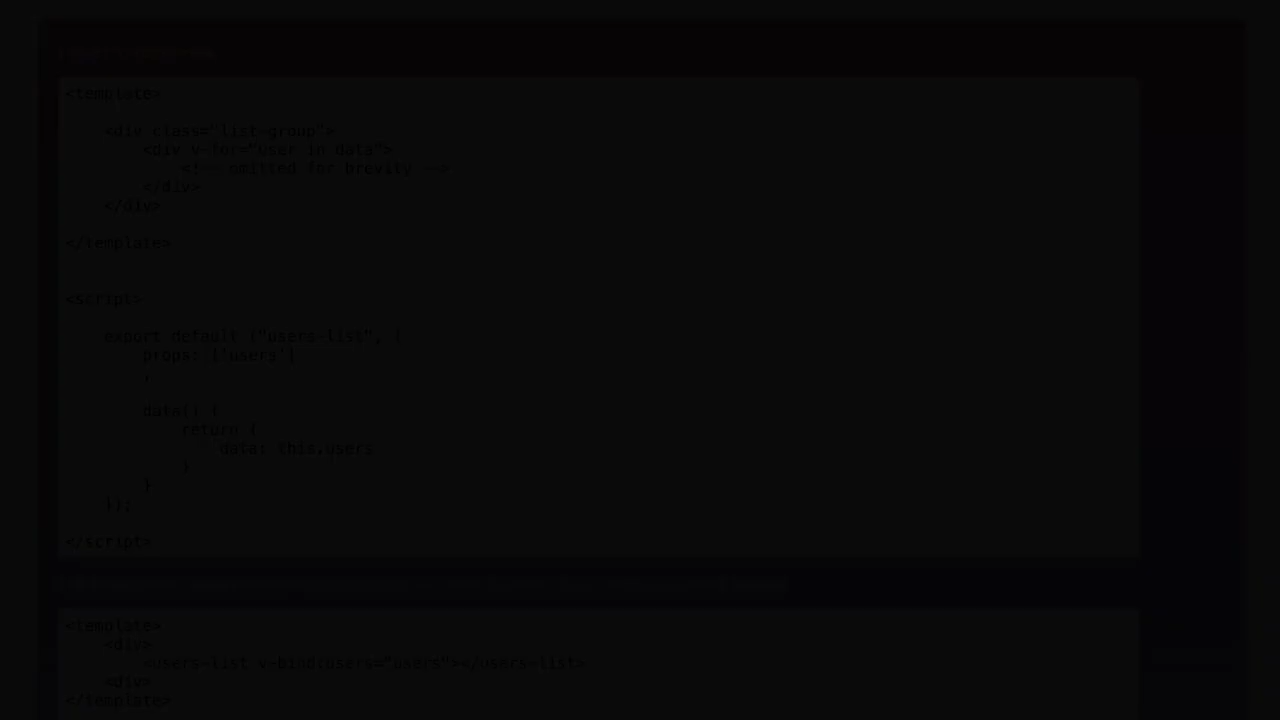 <template>
<div class="list-group">
<div v-for="user in data">
<!-- omitted for brevity -->
</div>
</div>
</template>
<script>
export default ("users-list", {
props: ['users']
,
data() {
return {
data: this.users
}
}
});
</script>
<template>
<div>
<users-list v-bind:users="users"></users-list>
<div>
</template>